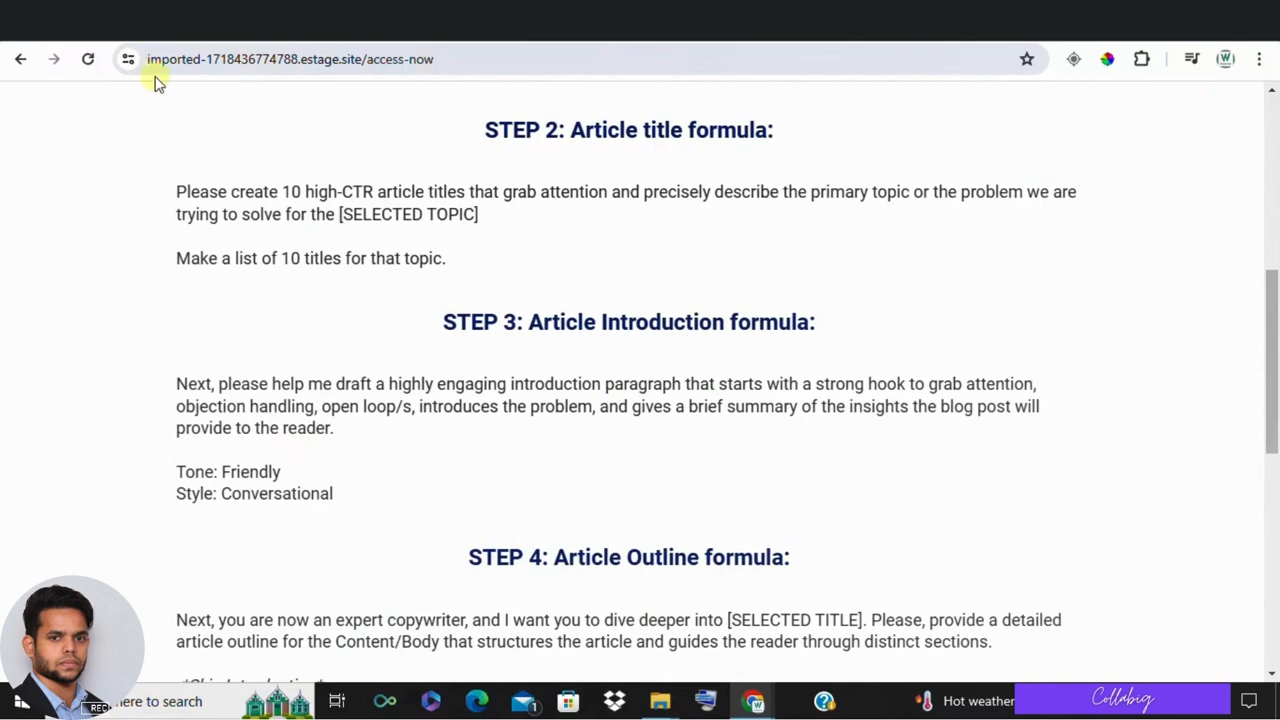 imported-1718436774788.estage.site/access-now
STEP 2: Article title formula:
Please create 10 high-CTR article titles that grab attention and precisely describe the primary topic or the problem we are
trying to solve for the [SELECTED TOPIC]
Make a list of 10 titles for that topic.
STEP 3: Article Introduction formula:
Next, please help me draft a highly engaging introduction paragraph that starts with a strong hook to grab attention,
objection handling, open loop/s, introduces the problem, and gives a brief summary of the insights the blog post will
provide to the reader.
Tone: Friendly
Style: Conversational
STEP 4: Article Outline formula:
Next, you are now an expert copywriter, and I want you to dive deeper into [SELECTED TITLE]. Please, provide a detailed
article outline for the Content/Body that structures the article and guides the reader through distinct sections.
REC
here to search
1
Hot weather
Collabig